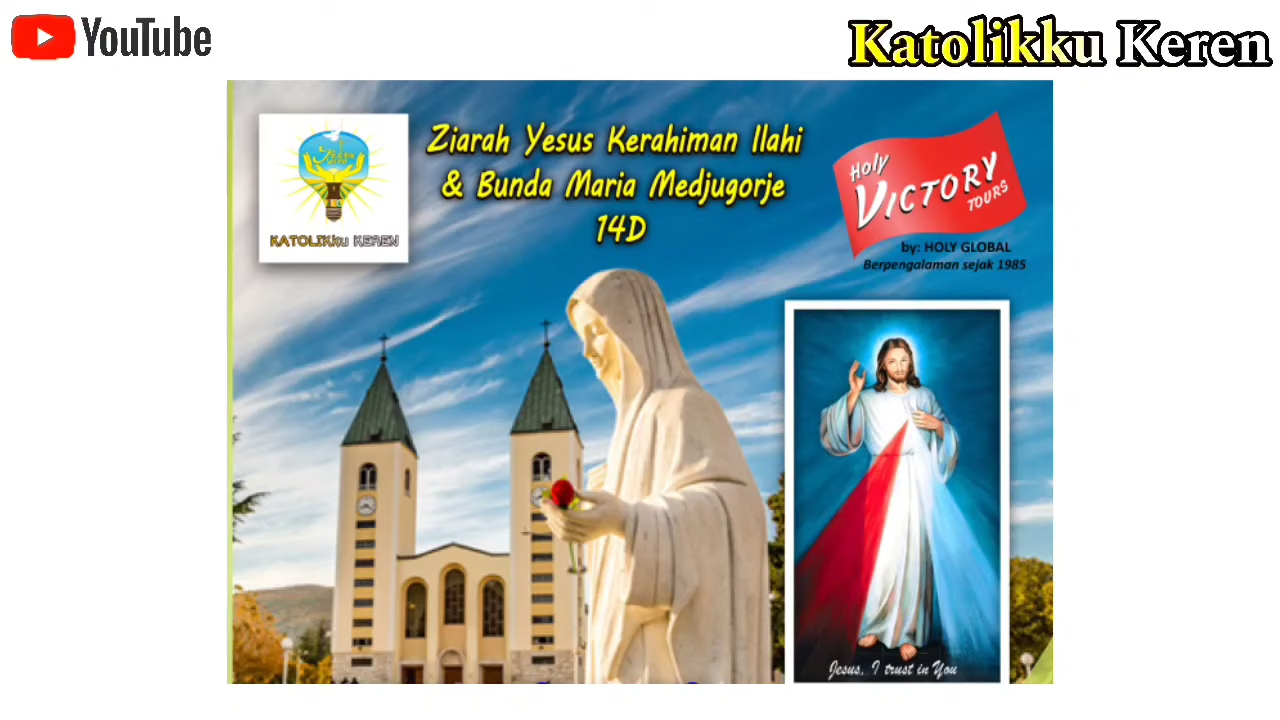 YouTube
Katolikku Keren
Ziarah Yesus Kerahiman Ilahi
& Bunda Maria Medjugorje
14D
KATOLIKku KEREN
Holy
VICTORY
TOURS
by: HOLY GLOBAL
Berpengalaman sejak 1985
Jesus, I trust in You